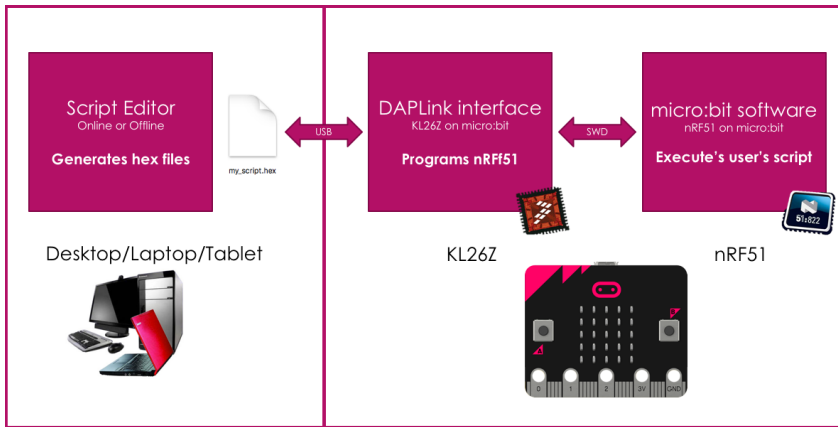 Script Editor
Online or Offline
Generates hex files
my_script.hex
USB
DAPLink interface
KL26Z on micro:bit
Programs nRFf51
SWD
micro:bit software
nRF51 on micro:bit
Execute's user's script
51:822
Desktop/Laptop/Tablet
KL26Z
nRF51
A
B
0 1 2 3V GND